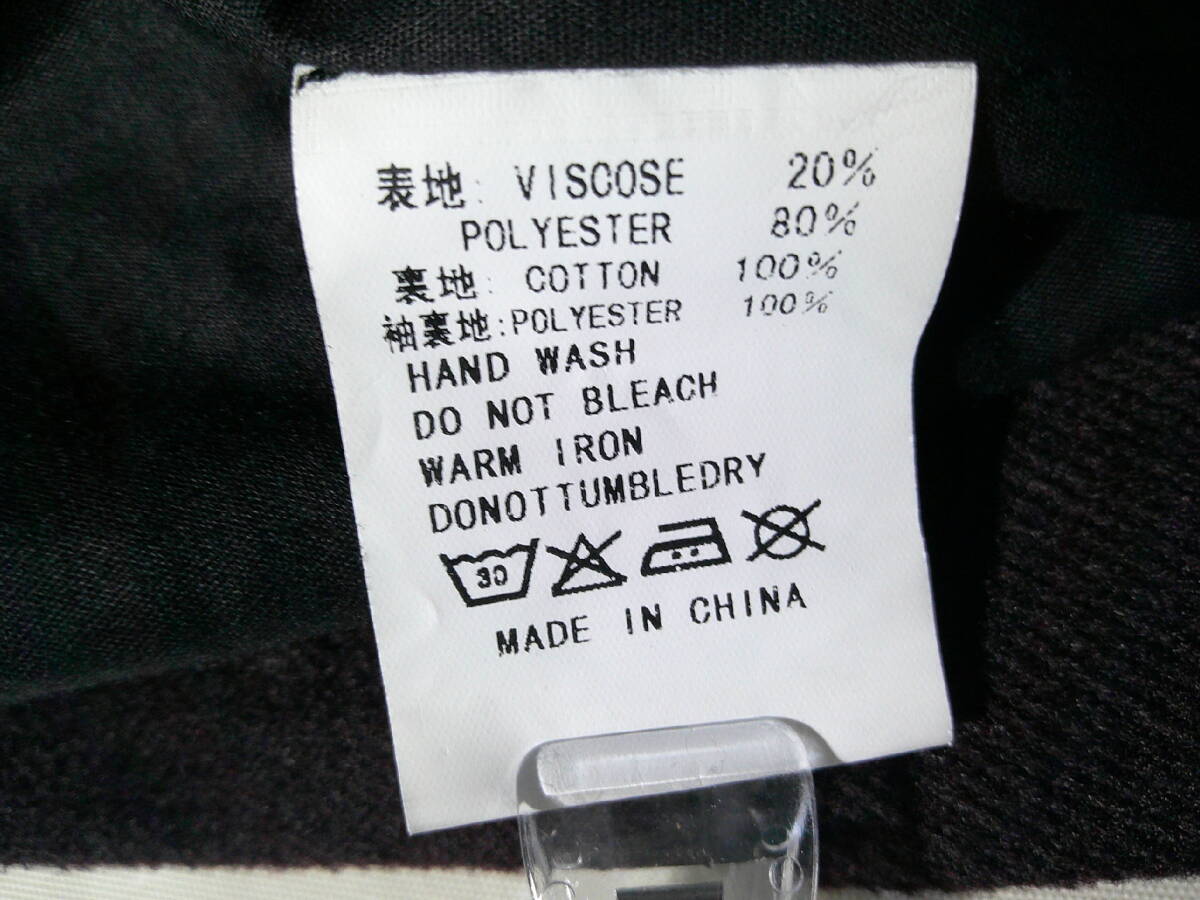 表地: VISCOSE 20%
POLYESTER 80%
裏地: COTTON 100%
袖裏地:POLYESTER 100%
HAND WASH
DO NOT BLEACH
WARM IRON
DONOTTUMBLEDRY
30
MADE IN CHINA